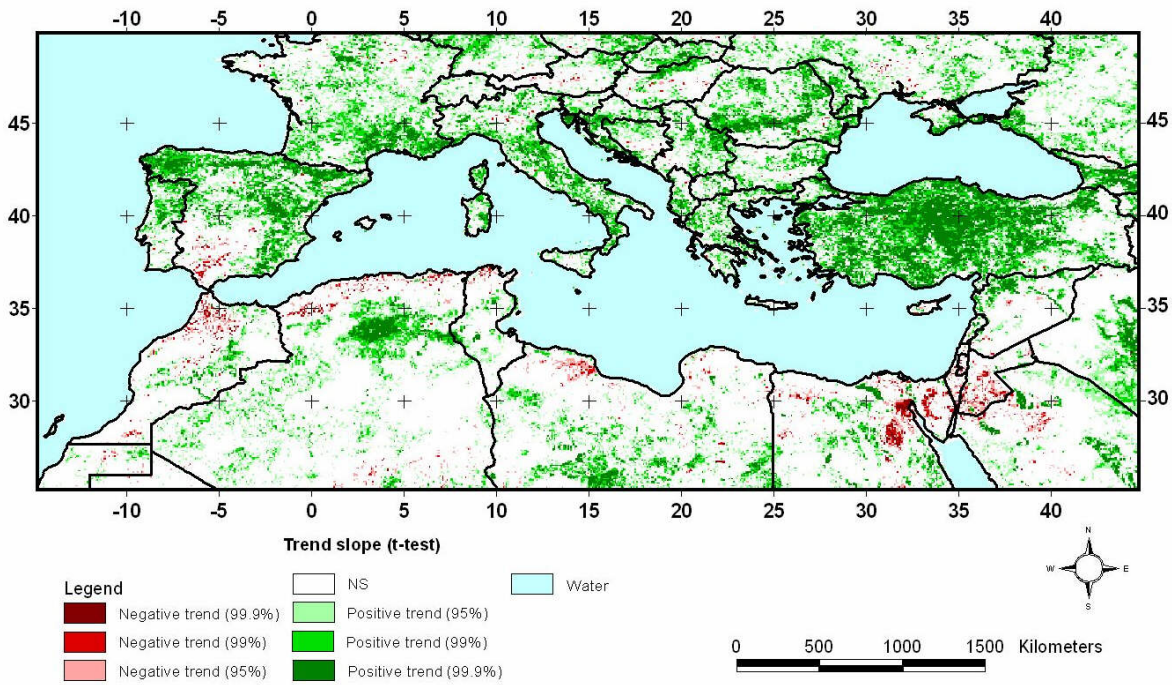 -10 -5 0 5 10 15 20 25 30 35 40
45 45
40 40
35 35
30 30
-10 -5 0 5 10 15 20 25 30 35 40
Trend slope (t-test)
Legend
NS
Water
Negative trend (99.9%)
Positive trend (95%)
Negative trend (99%)
Positive trend (99%)
Negative trend (95%)
Positive trend (99.9%)
N
W E
S
0 500 1000 1500 Kilometers